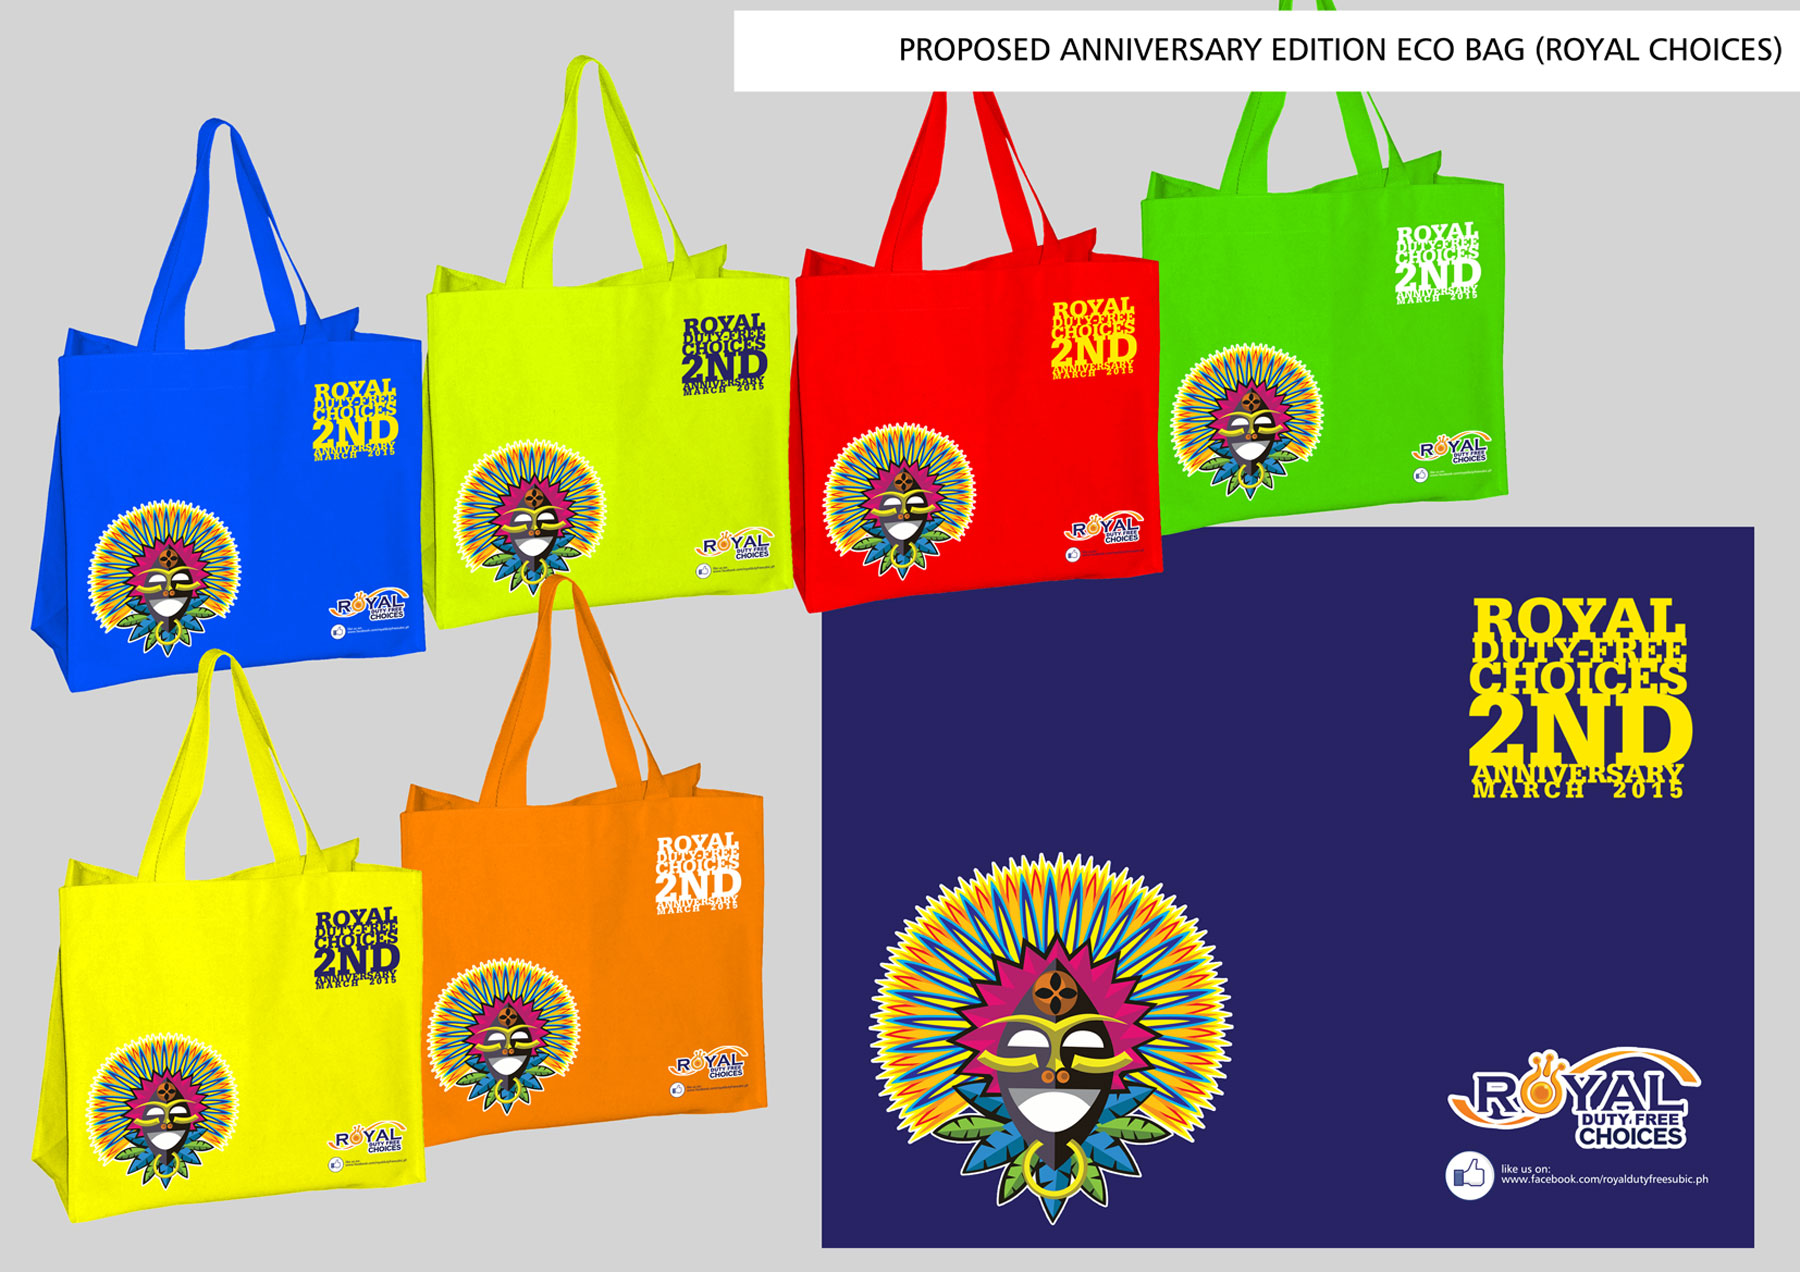 PROPOSED ANNIVERSARY EDITION ECO BAG (ROYAL CHOICES)
ROYAL
DUTY-FREE
CHOICES
2ND
ANNIVERSARY
MARCH 2015
ROYAL
DUTY FREE
CHOICES
ROYAL
DUTY-FREE
CHOICES
2ND
ANNIVERSARY
MARCH 2015
ROYAL
DUTY FREE
CHOICES
ROYAL
DUTY-FREE
CHOICES
2ND
ANNIVERSARY
MARCH 2015
ROYAL
DUTY FREE
CHOICES
ROYAL
DUTY-FREE
CHOICES
2ND
ANNIVERSARY
MARCH 2015
ROYAL
DUTY FREE
CHOICES
ROYAL
DUTY-FREE
CHOICES
2ND
ANNIVERSARY
MARCH 2015
ROYAL
DUTY FREE
CHOICES
ROYAL
DUTY-FREE
CHOICES
2ND
ANNIVERSARY
MARCH 2015
ROYAL
DUTY FREE
CHOICES
ROYAL
DUTY-FREE
CHOICES
2ND
ANNIVERSARY
MARCH 2015
ROYAL
DUTY FREE
CHOICES
like us on:
www.facebook.com/royaldutyfreesubic.ph